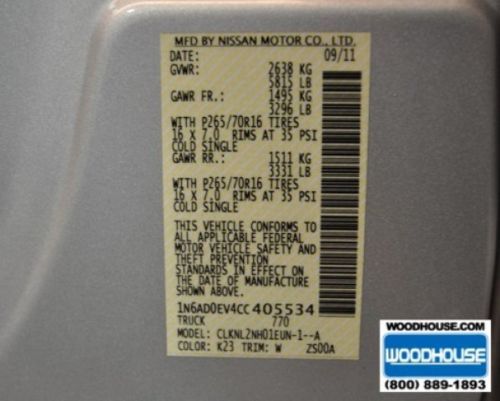 MFD BY NISSAN MOTOR CO., LTD.
DATE: 09/11
GVWR: 2638 KG
5815 LB
GAWR FR.: 1495 KG
3296 LB
WITH P265/70R16 TIRES
16 X 7.0 RIMS AT 35 PSI
COLD SINGLE
GAWR RR.: 1511 KG
3331 LB
WITH P265/70R16 TIRES
16 X 7.0 RIMS AT 35 PSI
COLD SINGLE
THIS VEHICLE CONFORMS TO
ALL APPLICABLE FEDERAL
MOTOR VEHICLE SAFETY AND
THEFT PREVENTION
STANDARDS IN EFFECT ON
THE DATE OF MANUFACTURE
SHOWN ABOVE.
1N6AD0EV4CC405534
TRUCK 770
MODEL: CLKNL2NH01EUN-1--A
COLOR: K23 TRIM: W ZS00A
WOODHOUSE.COM
WOODHOUSE
(800) 889-1893